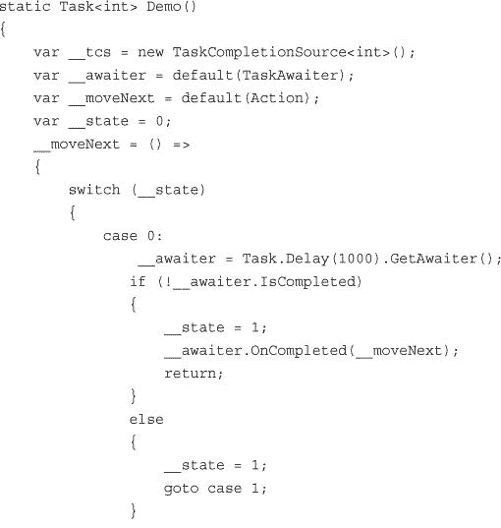 static Task<int> Demo()
{
    var __tcs = new TaskCompletionSource<int>();
    var __awaiter = default(TaskAwaiter);
    var __moveNext = default(Action);
    var __state = 0;
    __moveNext = () =>
    {
        switch (__state)
        {
            case 0:
                __awaiter = Task.Delay(1000).GetAwaiter();
                if (!__awaiter.IsCompleted)
                {
                    __state = 1;
                    __awaiter.OnCompleted(__moveNext);
                    return;
                }
                else
                {
                    __state = 1;
                    goto case 1;
                }